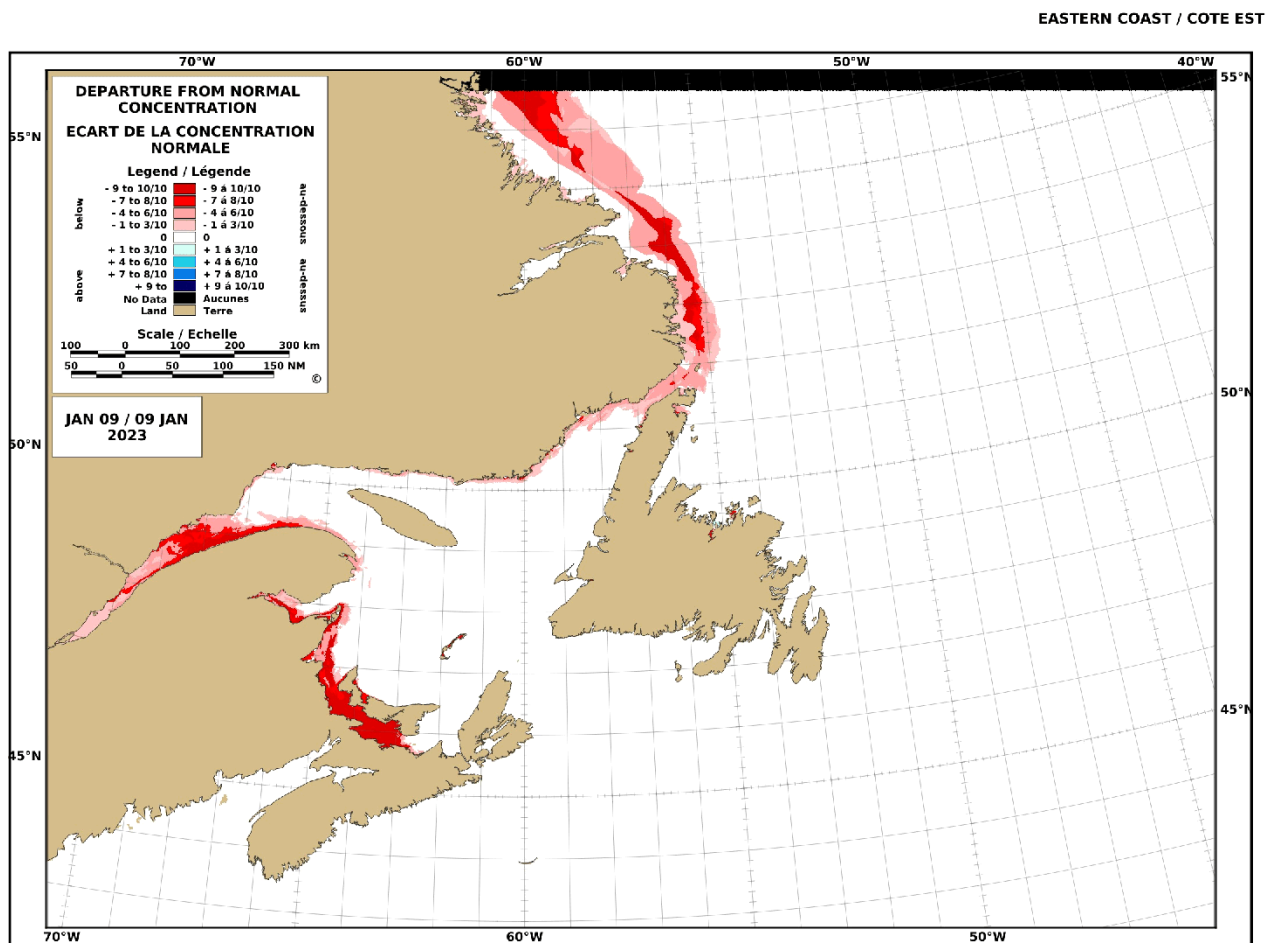 EASTERN COAST / COTE EST
70°W 60°W 50°W 40°W
55°N
DEPARTURE FROM NORMAL
CONCENTRATION
ECART DE LA CONCENTRATION
NORMALE
Legend / Légende
below
- 9 to 10/10 - 9 á 10/10
- 7 to 8/10 - 7 á 8/10
- 4 to 6/10 - 4 á 6/10
- 1 to 3/10 - 1 á 3/10
au-dessous
0 0
above
+ 1 to 3/10 + 1 á 3/10
+ 4 to 6/10 + 4 á 6/10
+ 7 to 8/10 + 7 á 8/10
+ 9 to + 9 á 10/10
au-dessus
No Data Aucunes
Land Terre
Scale / Echelle
100 0 100 200 300 km
50 0 50 100 150 NM
©
55°N
JAN 09 / 09 JAN
2023
50°N
50°N
45°N
45°N
70°W 60°W 50°W